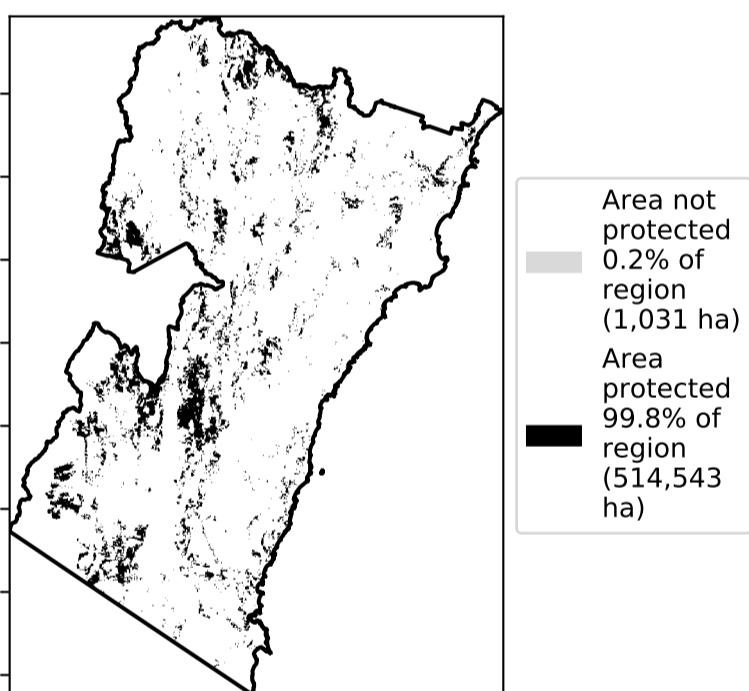 Area not
protected
0.2% of
region
(1,031 ha)
Area
protected
99.8% of
region
(514,543
ha)